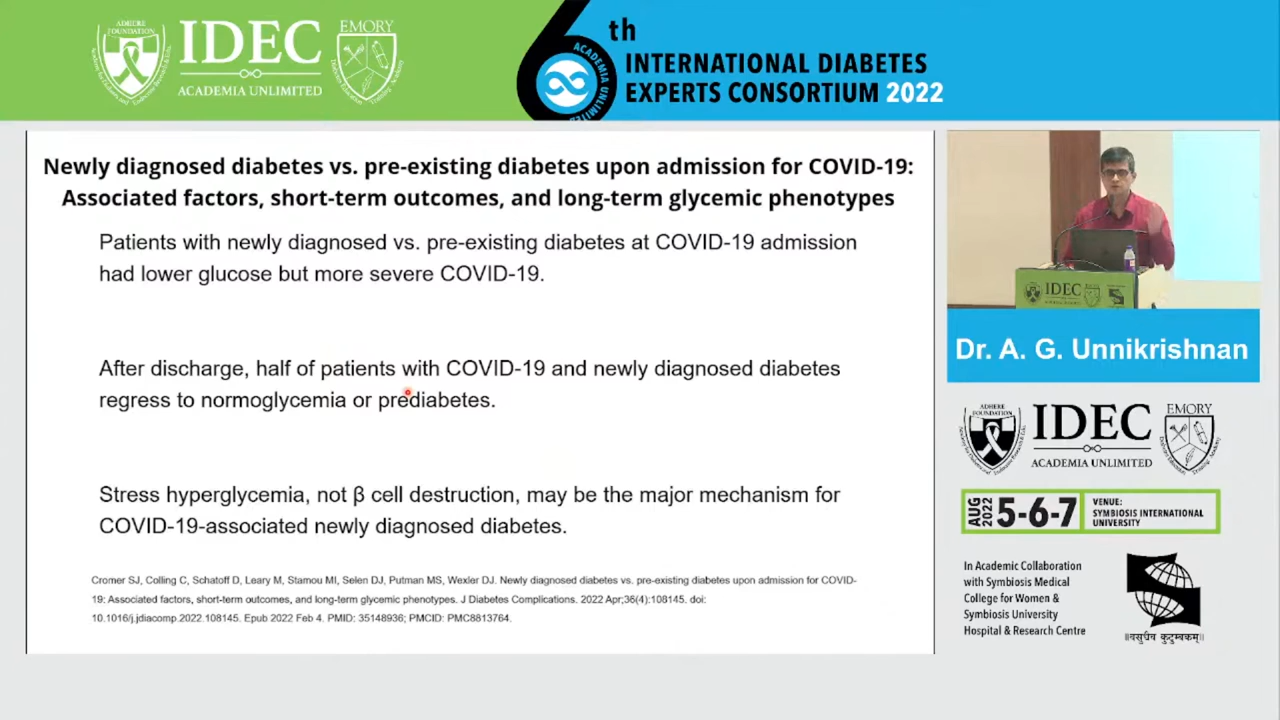 ADHERE
FOUNDATION
IDEC
ACADEMIA UNLIMITED
EMORY
6th
ACADEMIA UNLIMITED
INTERNATIONAL DIABETES
EXPERTS CONSORTIUM 2022
Newly diagnosed diabetes vs. pre-existing diabetes upon admission for COVID-19:
Associated factors, short-term outcomes, and long-term glycemic phenotypes
Patients with newly diagnosed vs. pre-existing diabetes at COVID-19 admission
had lower glucose but more severe COVID-19.
After discharge, half of patients with COVID-19 and newly diagnosed diabetes
regress to normoglycemia or prediabetes.
Stress hyperglycemia, not β cell destruction, may be the major mechanism for
COVID-19-associated newly diagnosed diabetes.
Cromer SJ, Colling C, Schatoff D, Leary M, Stamou MI, Selen DJ, Putman MS, Wexler DJ. Newly diagnosed diabetes vs. pre-existing diabetes upon admission for COVID-
19: Associated factors, short-term outcomes, and long-term glycemic phenotypes. J Diabetes Complications. 2022 Apr;36(4):108145. doi:
10.1016/j.jdiacomp.2022.108145. Epub 2022 Feb 4. PMID: 35148936; PMCID: PMC8813764.
IDEC
Dr. A. G. Unnikrishnan
ADHERE
FOUNDATION
IDEC
ACADEMIA UNLIMITED
EMORY
AUG
2022
5-6-7
VENUE:
SYMBIOSIS INTERNATIONAL
UNIVERSITY
In Academic Collaboration
with Symbiosis Medical
College for Women &
Symbiosis University
Hospital & Research Centre
॥वसुधैव कुटुम्बकम्॥